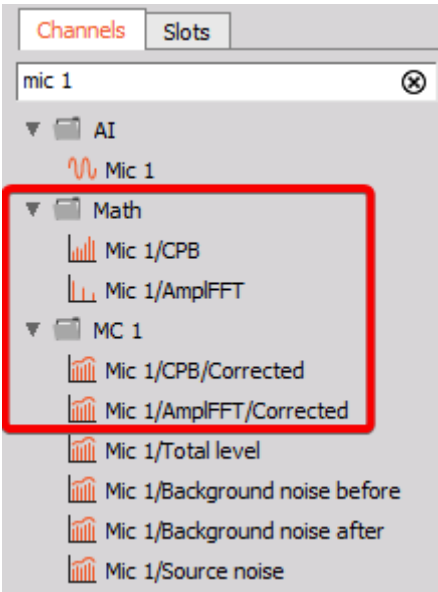 Channels Slots
mic 1
AI
Mic 1
Math
Mic 1/CPB
Mic 1/AmplFFT
MC 1
Mic 1/CPB/Corrected
Mic 1/AmplFFT/Corrected
Mic 1/Total level
Mic 1/Background noise before
Mic 1/Background noise after
Mic 1/Source noise